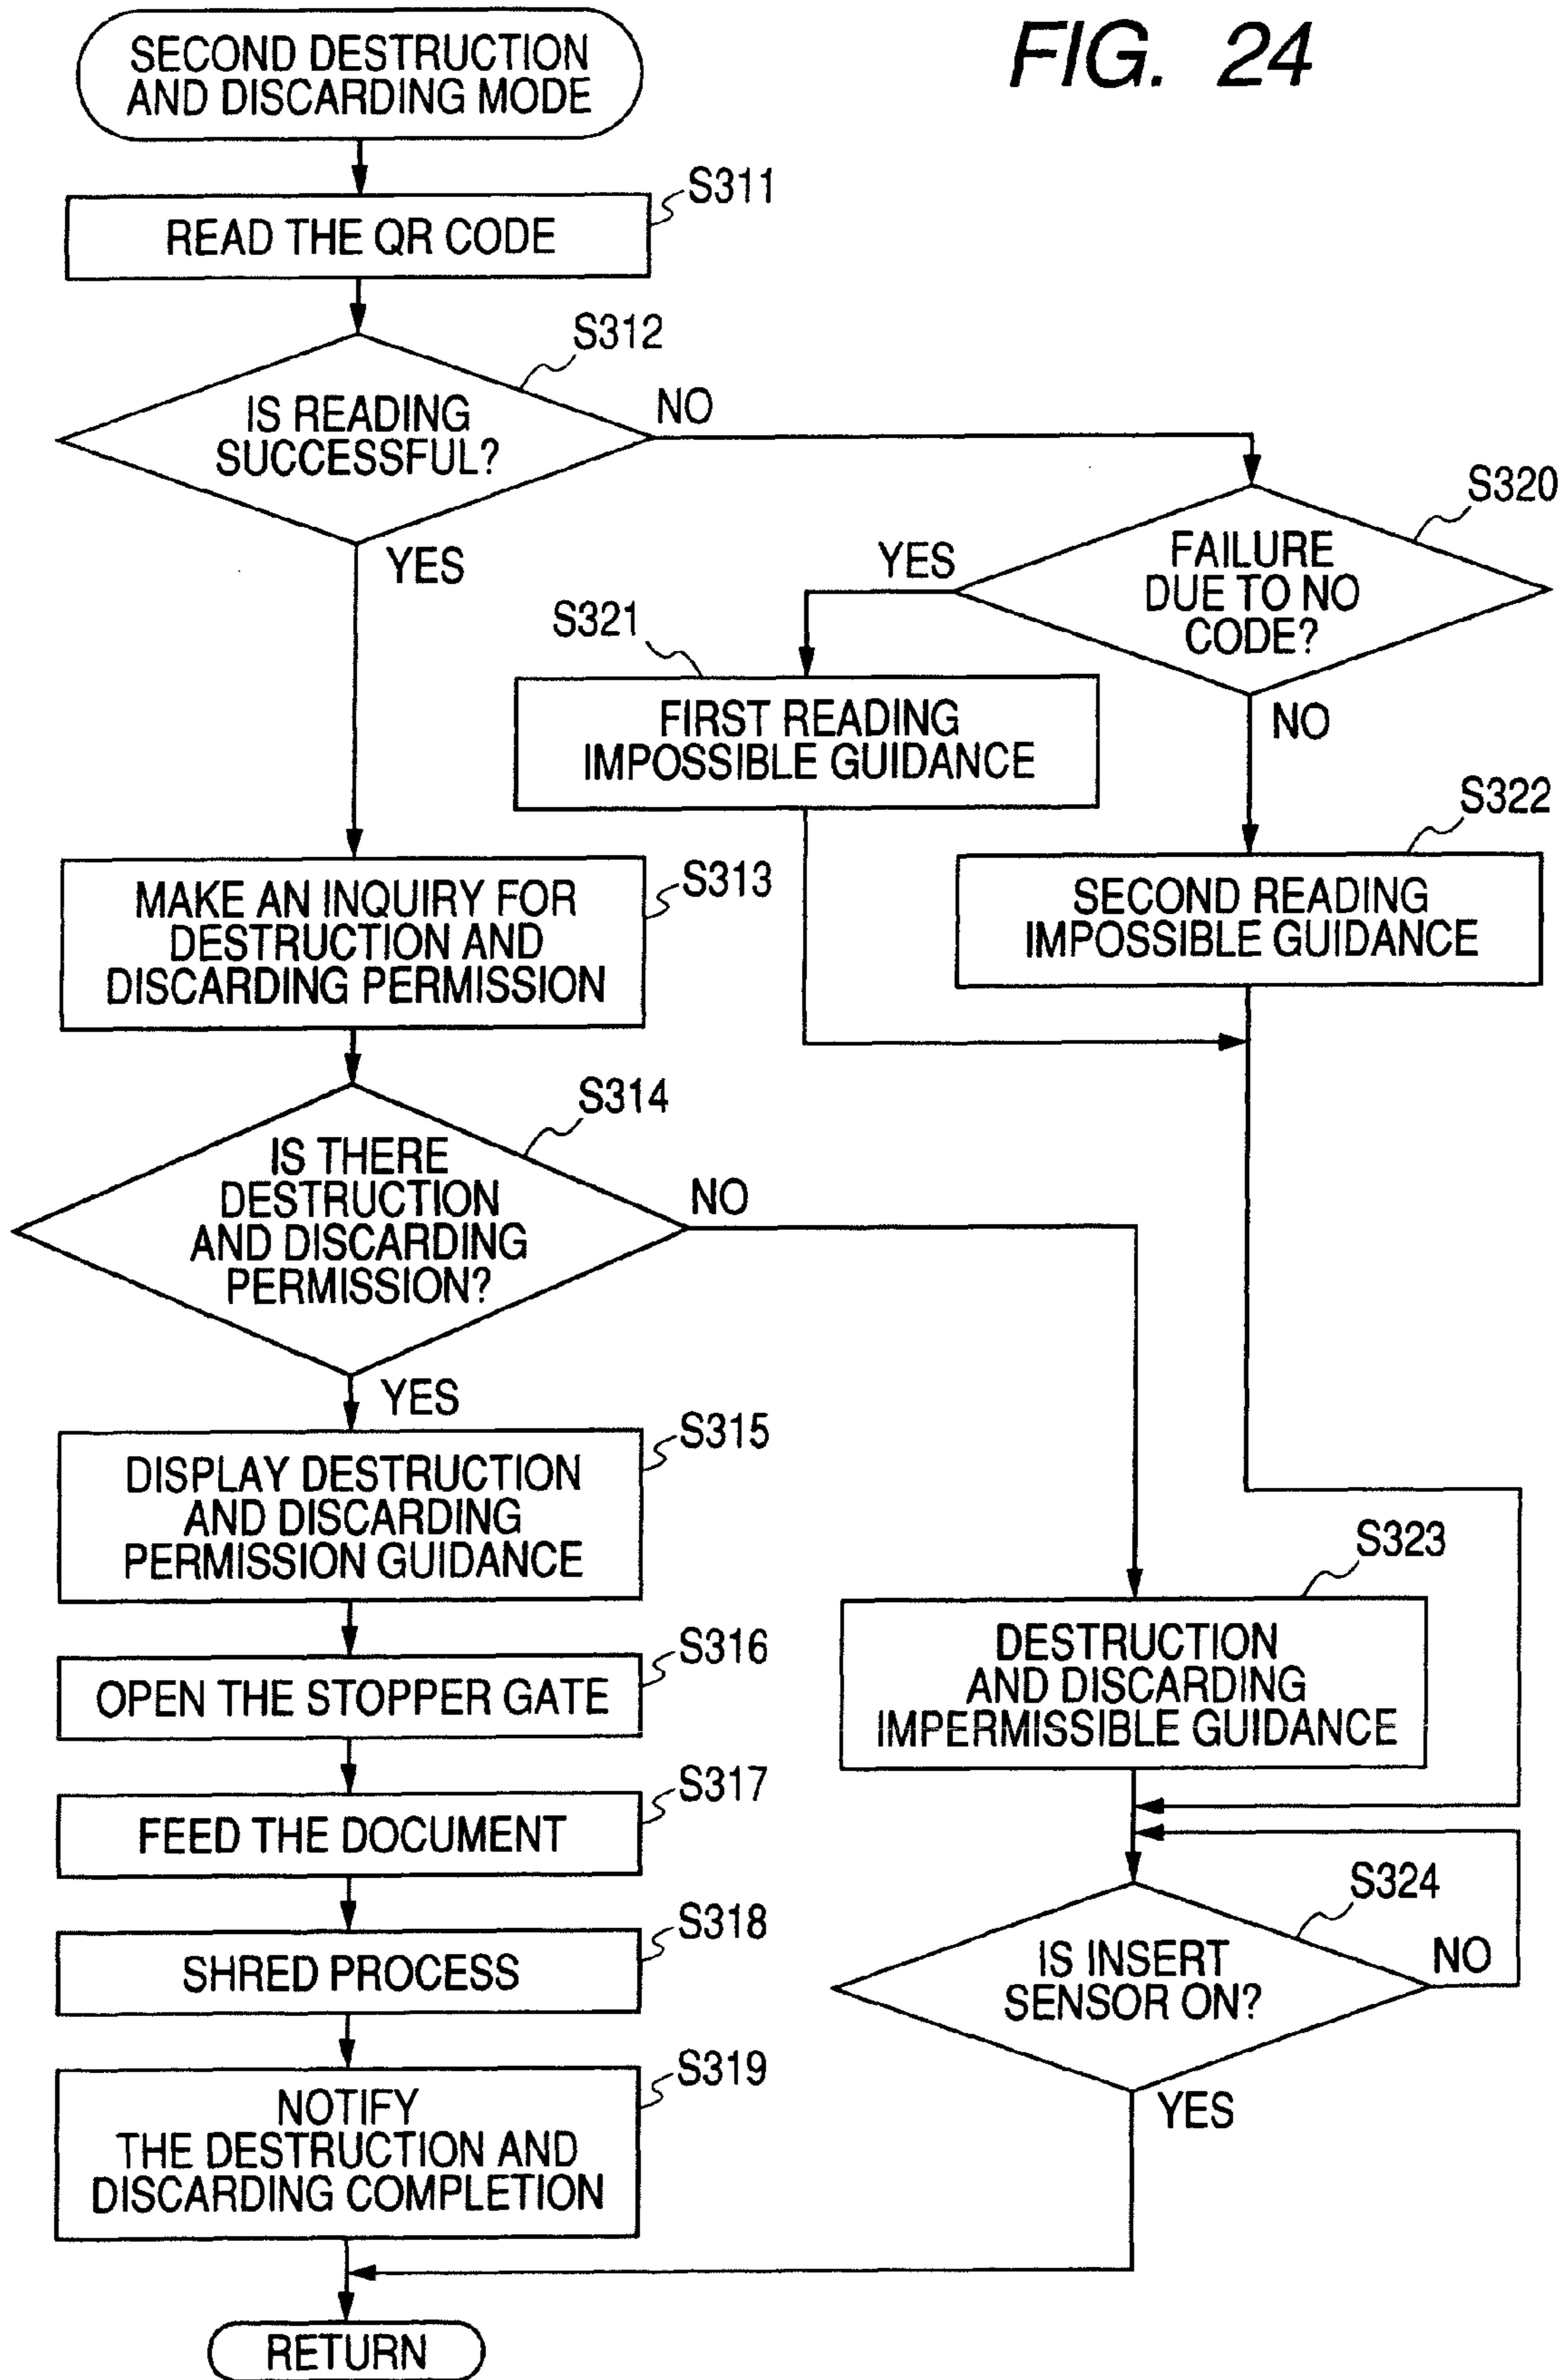 FIG. 24
SECOND DESTRUCTION
AND DISCARDING MODE
S311
READ THE QR CODE
S312
IS READING
SUCCESSFUL?
NO
YES
S320
FAILURE
DUE TO NO
CODE?
YES
NO
S321
FIRST READING
IMPOSSIBLE GUIDANCE
S322
SECOND READING
IMPOSSIBLE GUIDANCE
S313
MAKE AN INQUIRY FOR
DESTRUCTION AND
DISCARDING PERMISSION
S314
IS THERE
DESTRUCTION
AND DISCARDING
PERMISSION?
NO
YES
S315
DISPLAY DESTRUCTION
AND DISCARDING
PERMISSION GUIDANCE
S316
OPEN THE STOPPER GATE
S317
FEED THE DOCUMENT
S318
SHRED PROCESS
S319
NOTIFY
THE DESTRUCTION AND
DISCARDING COMPLETION
S323
DESTRUCTION
AND DISCARDING
IMPERMISSIBLE GUIDANCE
S324
IS INSERT
SENSOR ON?
NO
YES
RETURN